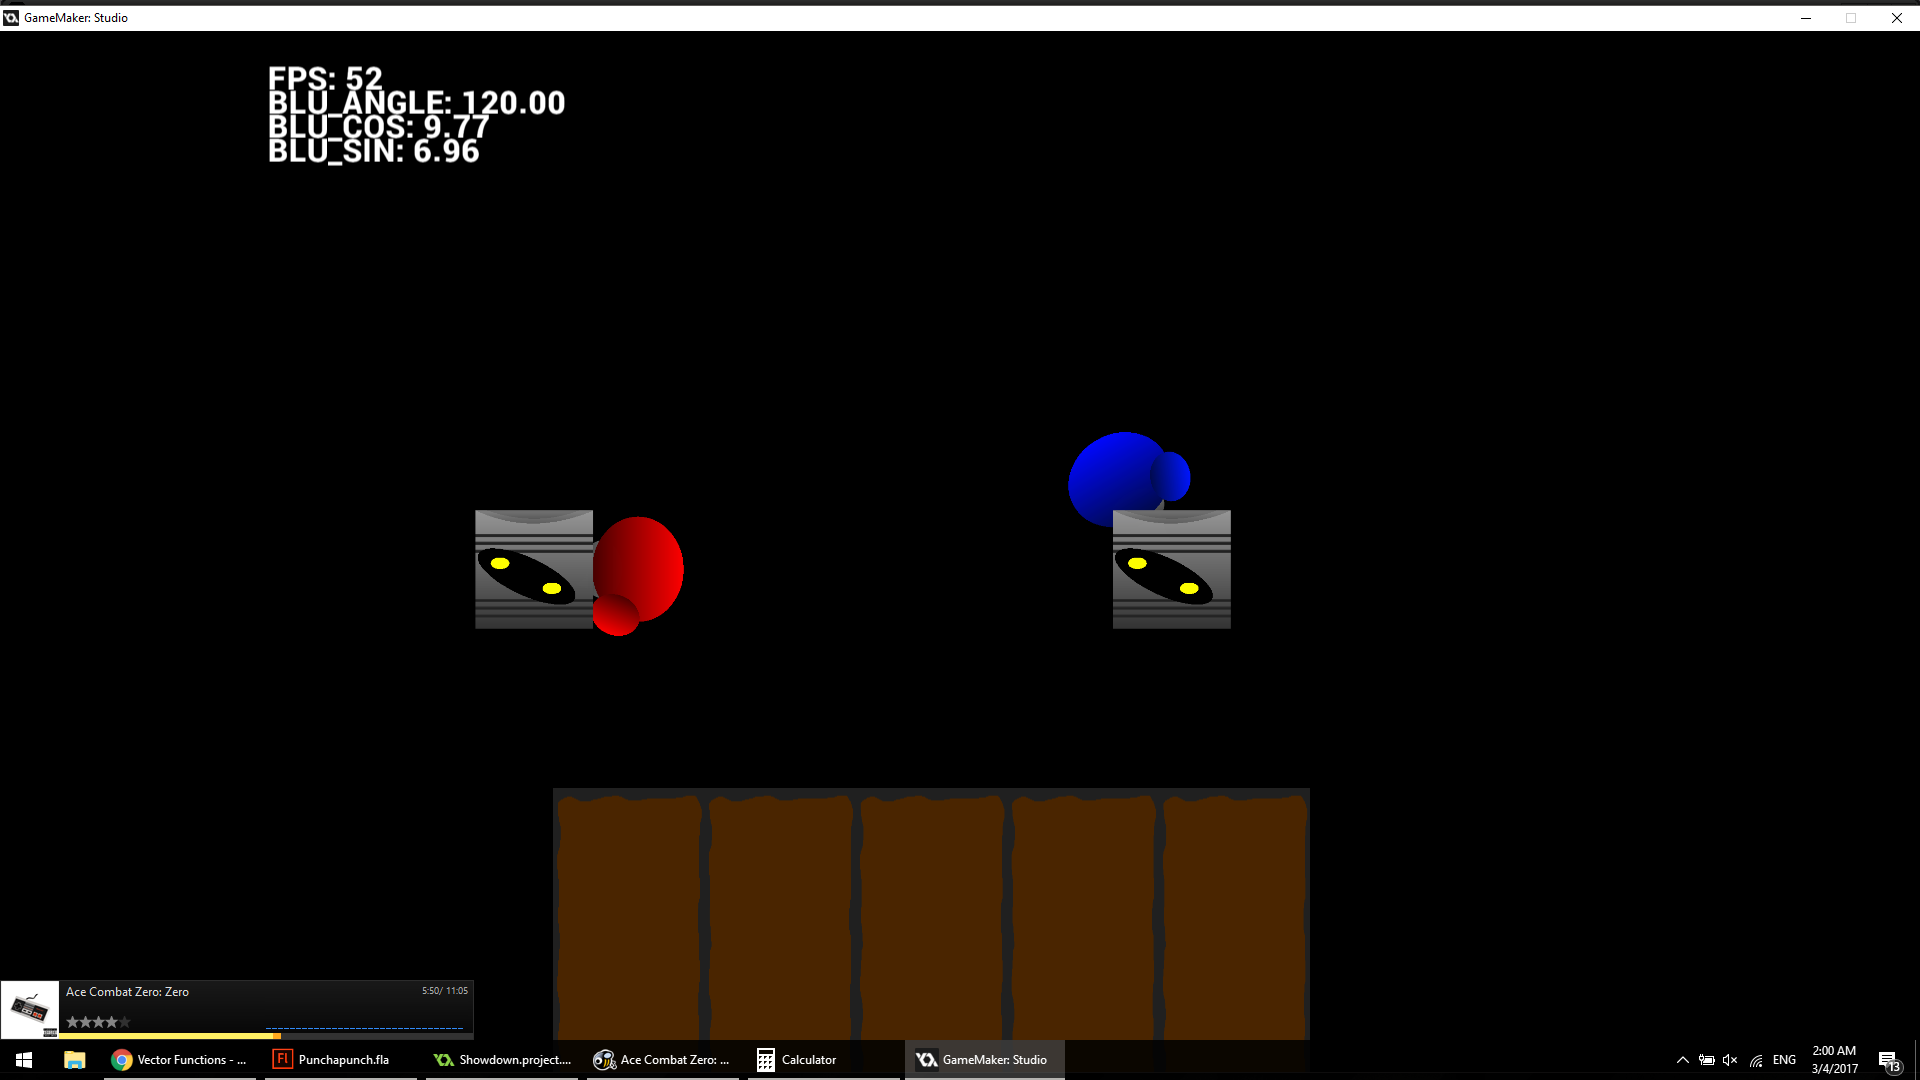 GameMaker: Studio
FPS: 52
BLU_ANGLE: 120.00
BLU_COS: 9.77
BLU_SIN: 6.96
Ace Combat Zero: Zero
5:50/ 11:05
Vector Functions - ...
Fl
Punchapunch.fla
Showdown.project....
Ace Combat Zero: ...
Calculator
GameMaker: Studio
ENG
2:00 AM
3/4/2017
13